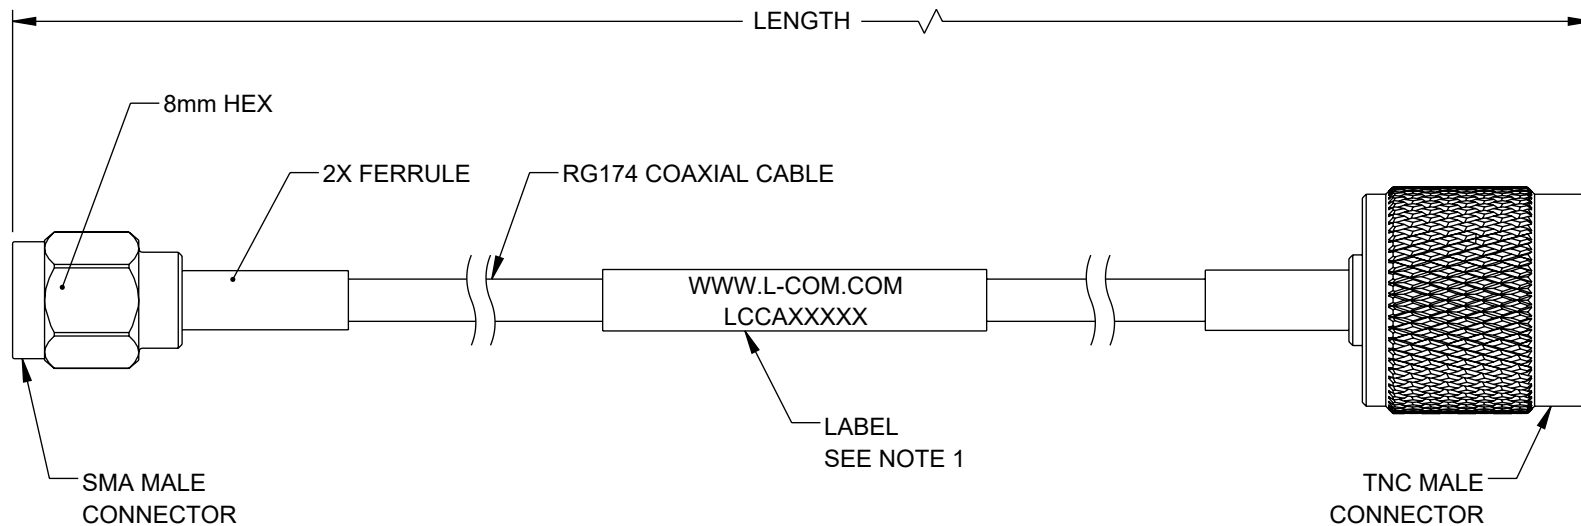 LENGTH
8mm HEX
2X FERRULE
RG174 COAXIAL CABLE
WWW.L-COM.COM
LCCAXXXXX
LABEL
SEE NOTE 1
SMA MALE
CONNECTOR
TNC MALE
CONNECTOR